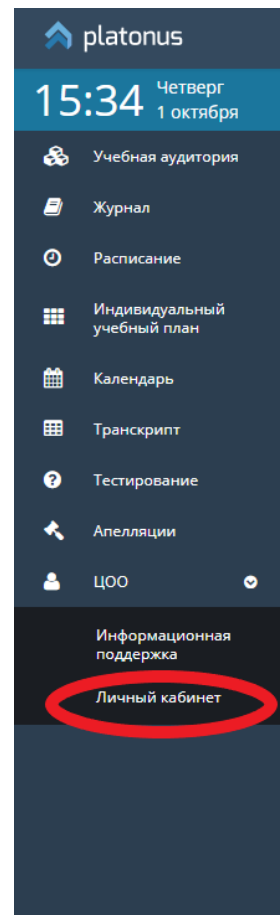 platonus
15:34
Четверг
1 октября
Учебная аудитория
Журнал
Расписание
Индивидуальный
учебный план
Календарь
Транскрипт
Тестирование
Апелляции
ЦОО
Информационная
поддержка
Личный кабинет